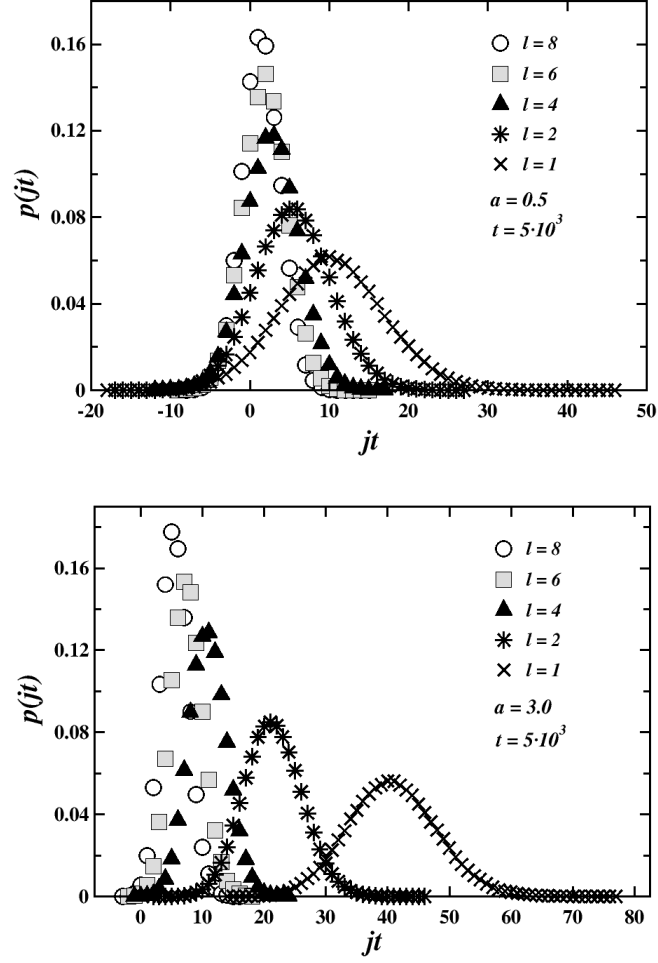 0.16
0.12
0.08
0.04
0
p(jt)
l = 8
l = 6
l = 4
l = 2
l = 1
a = 0.5
t = 5·10³
-20 -10 0 10 20 30 40 50
jt
0.16
0.12
0.08
0.04
0
p(jt)
l = 8
l = 6
l = 4
l = 2
l = 1
a = 3.0
t = 5·10³
0 10 20 30 40 50 60 70 80
jt